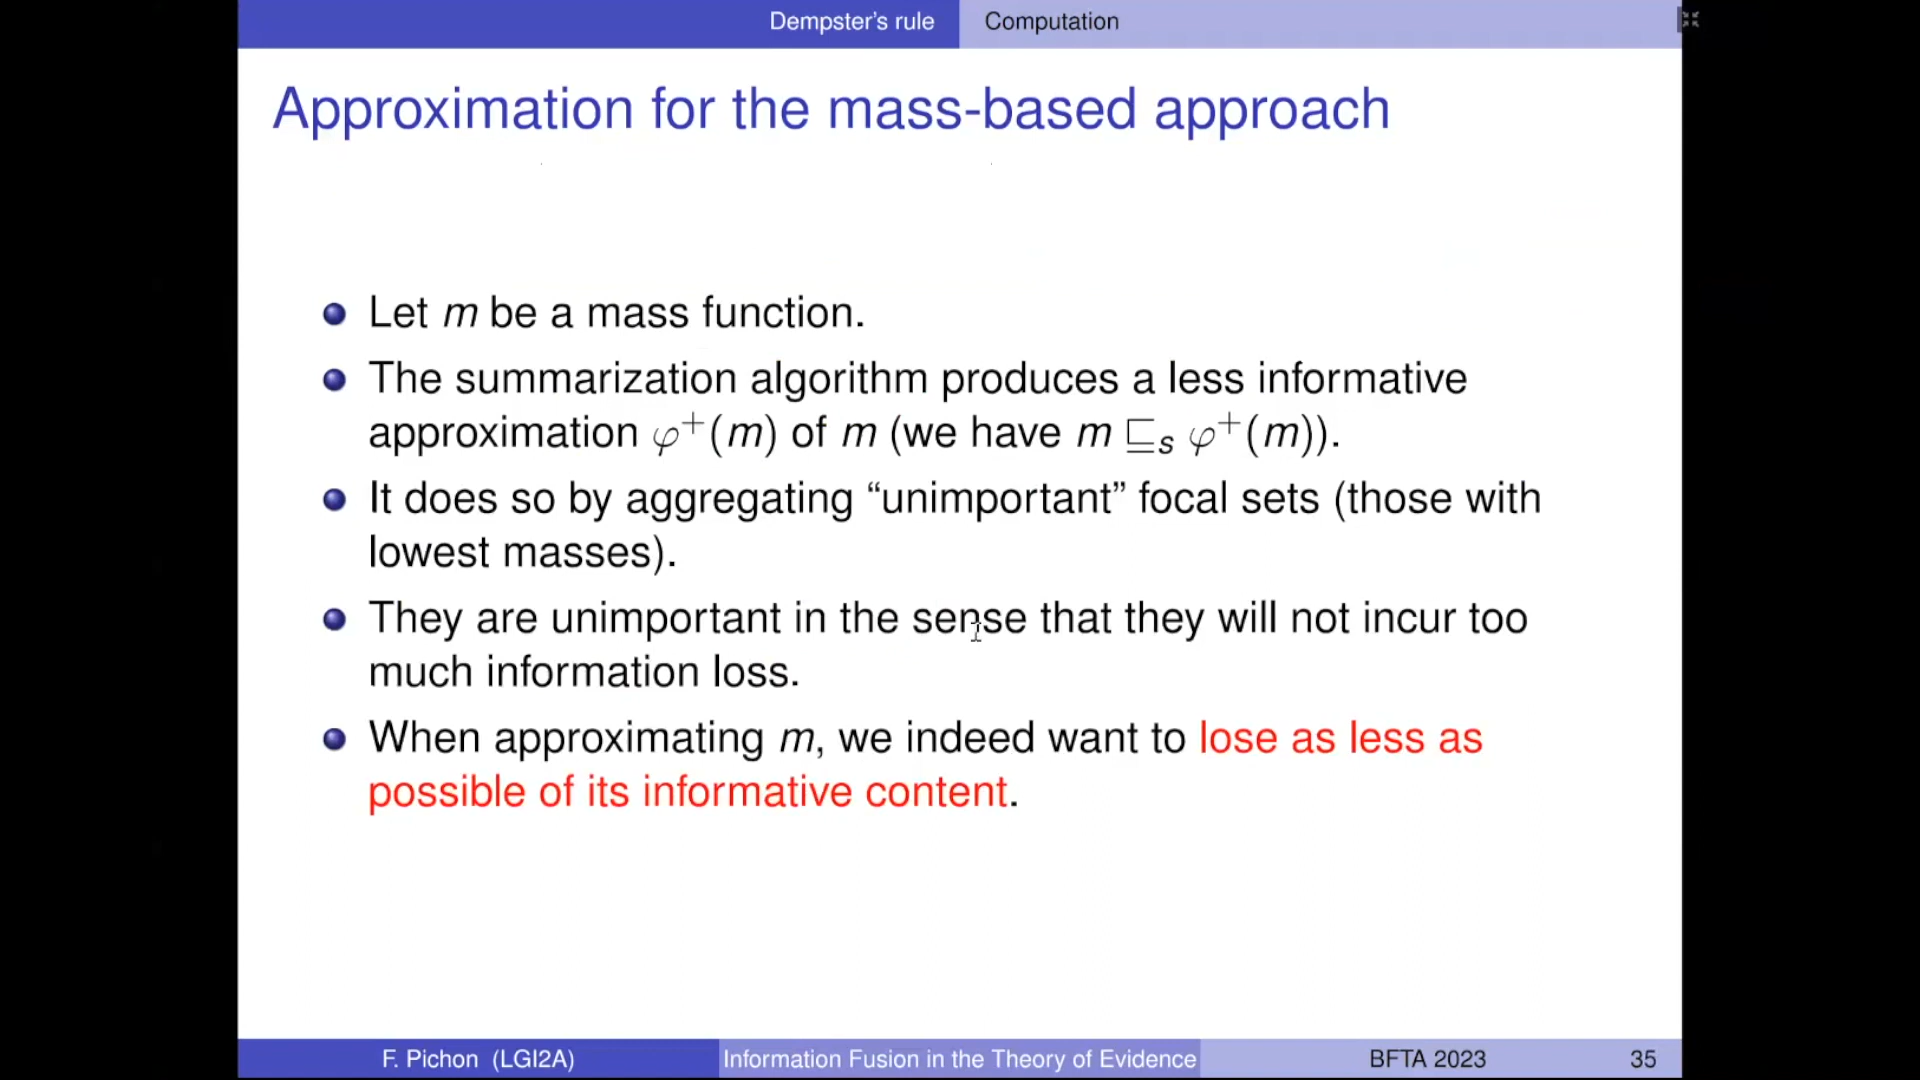 Dempster's rule Computation
Approximation for the mass-based approach
Let m be a mass function.
The summarization algorithm produces a less informative
approximation φ⁺(m) of m (we have m ⊑ₛ φ⁺(m)).
It does so by aggregating “unimportant” focal sets (those with
lowest masses).
They are unimportant in the sense that they will not incur too
much information loss.
When approximating m, we indeed want to lose as less as
possible of its informative content.
F. Pichon (LGI2A) Information Fusion in the Theory of Evidence BFTA 2023 35